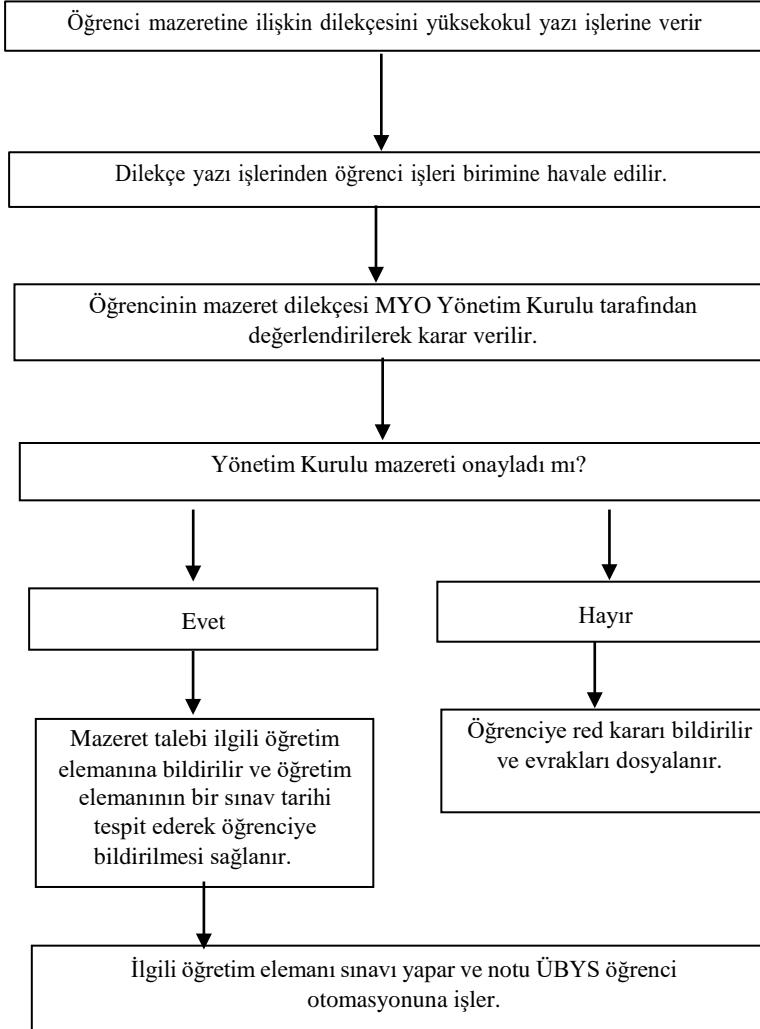 Öğrenci mazeretine ilişkin dilekçesini yüksekokul yazı işlerine verir
Dilekçe yazı işlerinden öğrenci işleri birimine havale edilir.
Öğrencinin mazeret dilekçesi MYO Yönetim Kurulu tarafından
değerlendirilerek karar verilir.
Yönetim Kurulu mazereti onayladı mı?
Evet
Hayır
Mazeret talebi ilgili öğretim
elemanına bildirilir ve öğretim
elemanının bir sınav tarihi
tespit ederek öğrenciye
bildirilmesi sağlanır.
Öğrenciye red kararı bildirilir
ve evrakları dosyalanır.
İlgili öğretim elemanı sınavı yapar ve notu ÜBYS öğrenci
otomasyonuna işler.